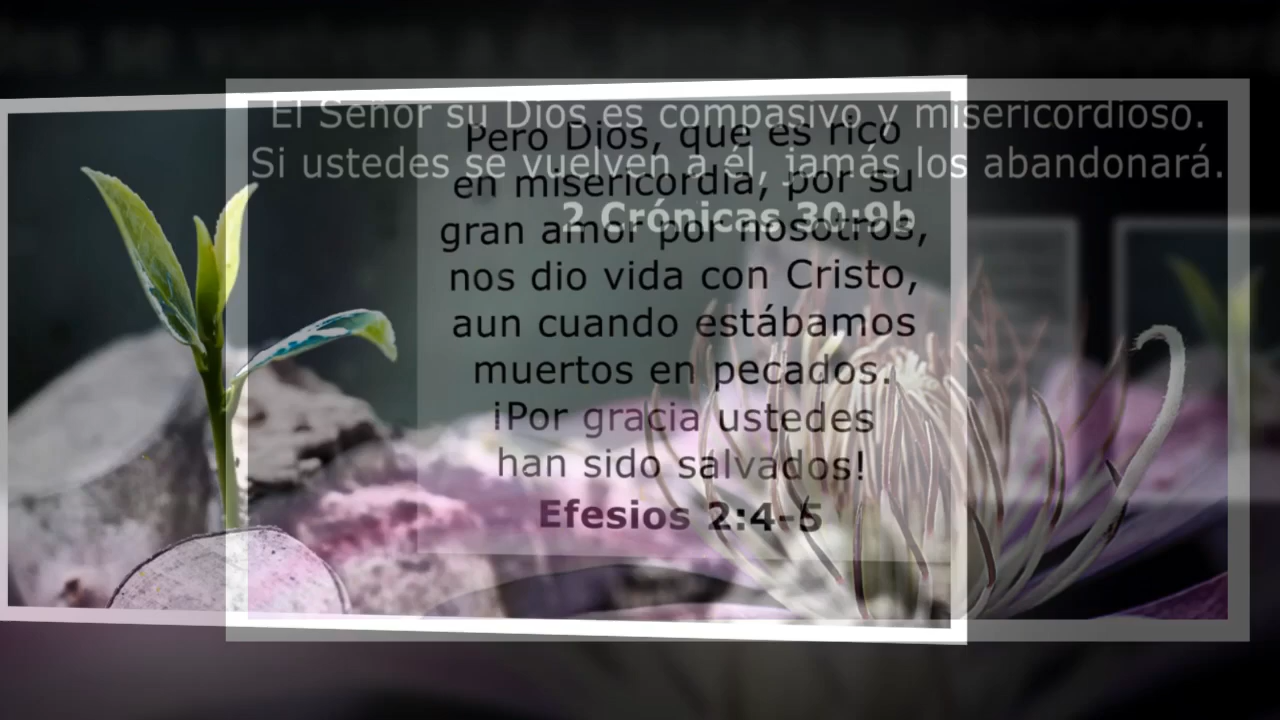 El Señor su Dios es compasivo y misericordioso.
Si ustedes se vuelven a él, jamás los abandonará.
2 Crónicas 30:9b
Pero Dios, que es rico
en misericordia, por su
gran amor por nosotros,
nos dio vida con Cristo,
aun cuando estábamos
muertos en pecados.
¡Por gracia ustedes
han sido salvados!
Efesios 2:4-5